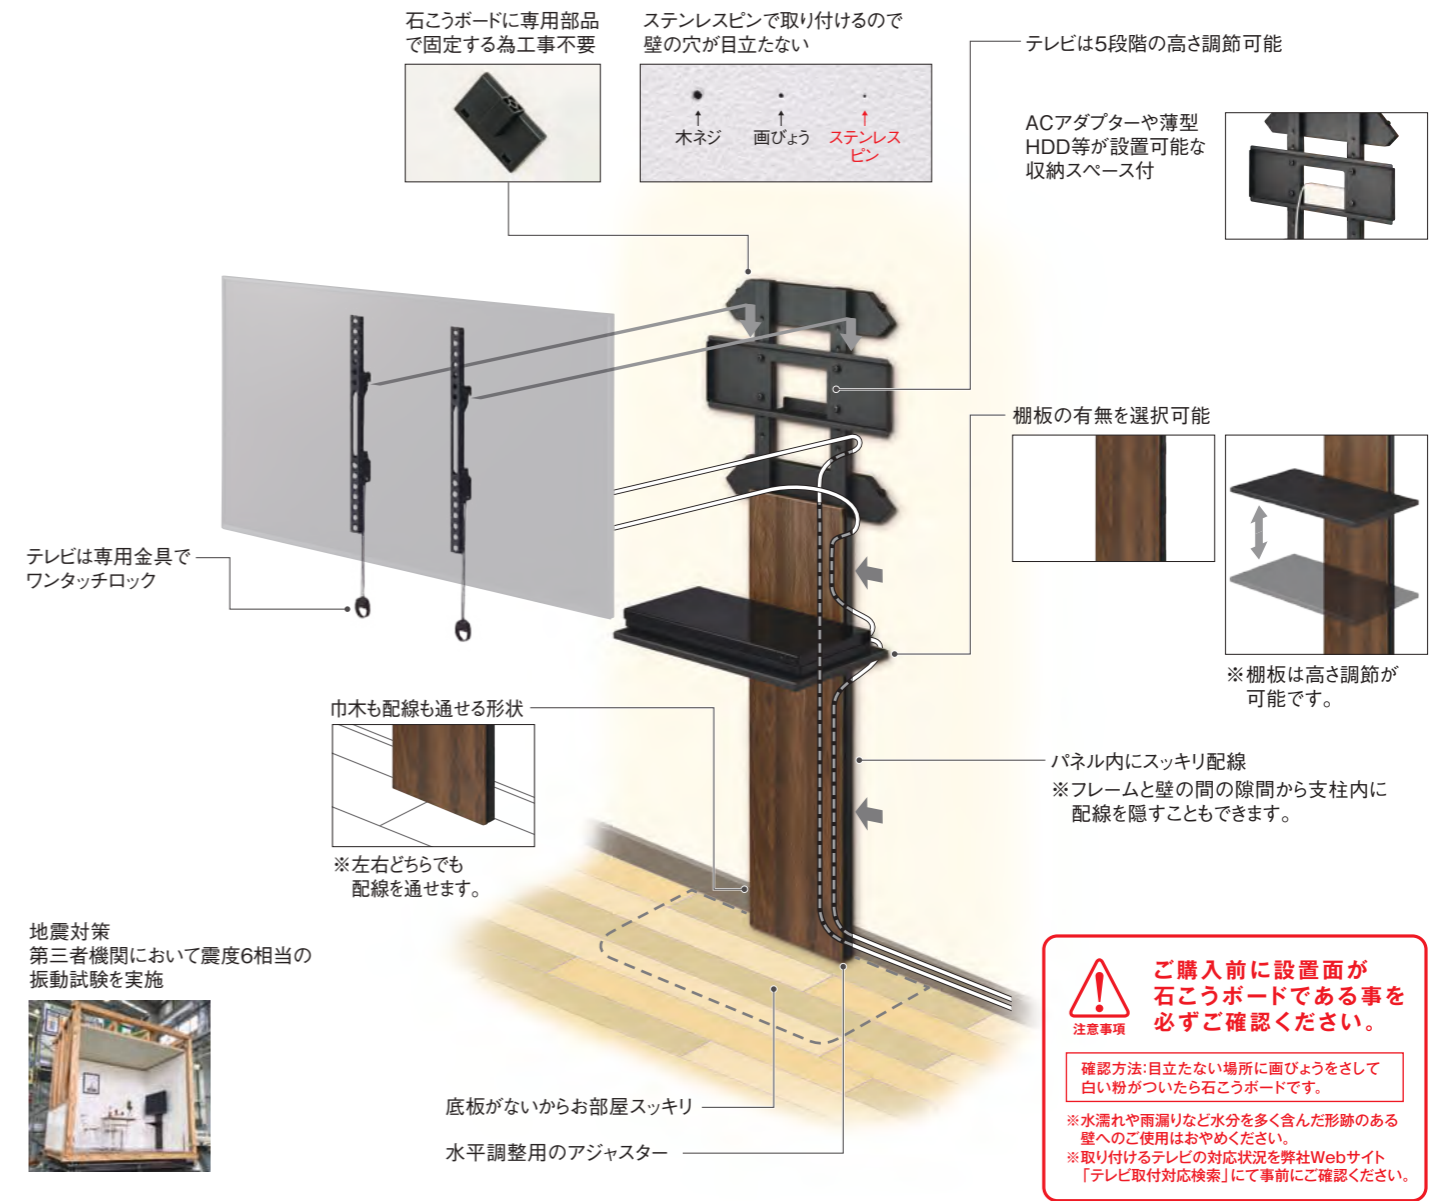 石こうボードに専用部品
で固定する為工事不要
ステンレスピンで取り付けるので
壁の穴が目立たない
木ネジ
画びょう
ステンレス
ピン
テレビは5段階の高さ調節可能
ACアダプターや薄型
HDD等が設置可能な
収納スペース付
棚板の有無を選択可能
※棚板は高さ調節が
可能です。
テレビは専用金具で
ワンタッチロック
巾木も配線も通せる形状
※左右どちらでも
配線を通せます。
パネル内にスッキリ配線
※フレームと壁の間の隙間から支柱内に
配線を隠すこともできます。
地震対策
第三者機関において震度6相当の
振動試験を実施
底板がないからお部屋スッキリ
水平調整用のアジャスター
注意事項
ご購入前に設置面が
石こうボードである事を
必ずご確認ください。
確認方法:目立たない場所に画びょうをさして
白い粉がついたら石こうボードです。
※水濡れや雨漏りなど水分を多く含んだ形跡のある
壁へのご使用はおやめください。
※取り付けるテレビの対応状況を弊社Webサイト
「テレビ取付対応検索」にて事前にご確認ください。